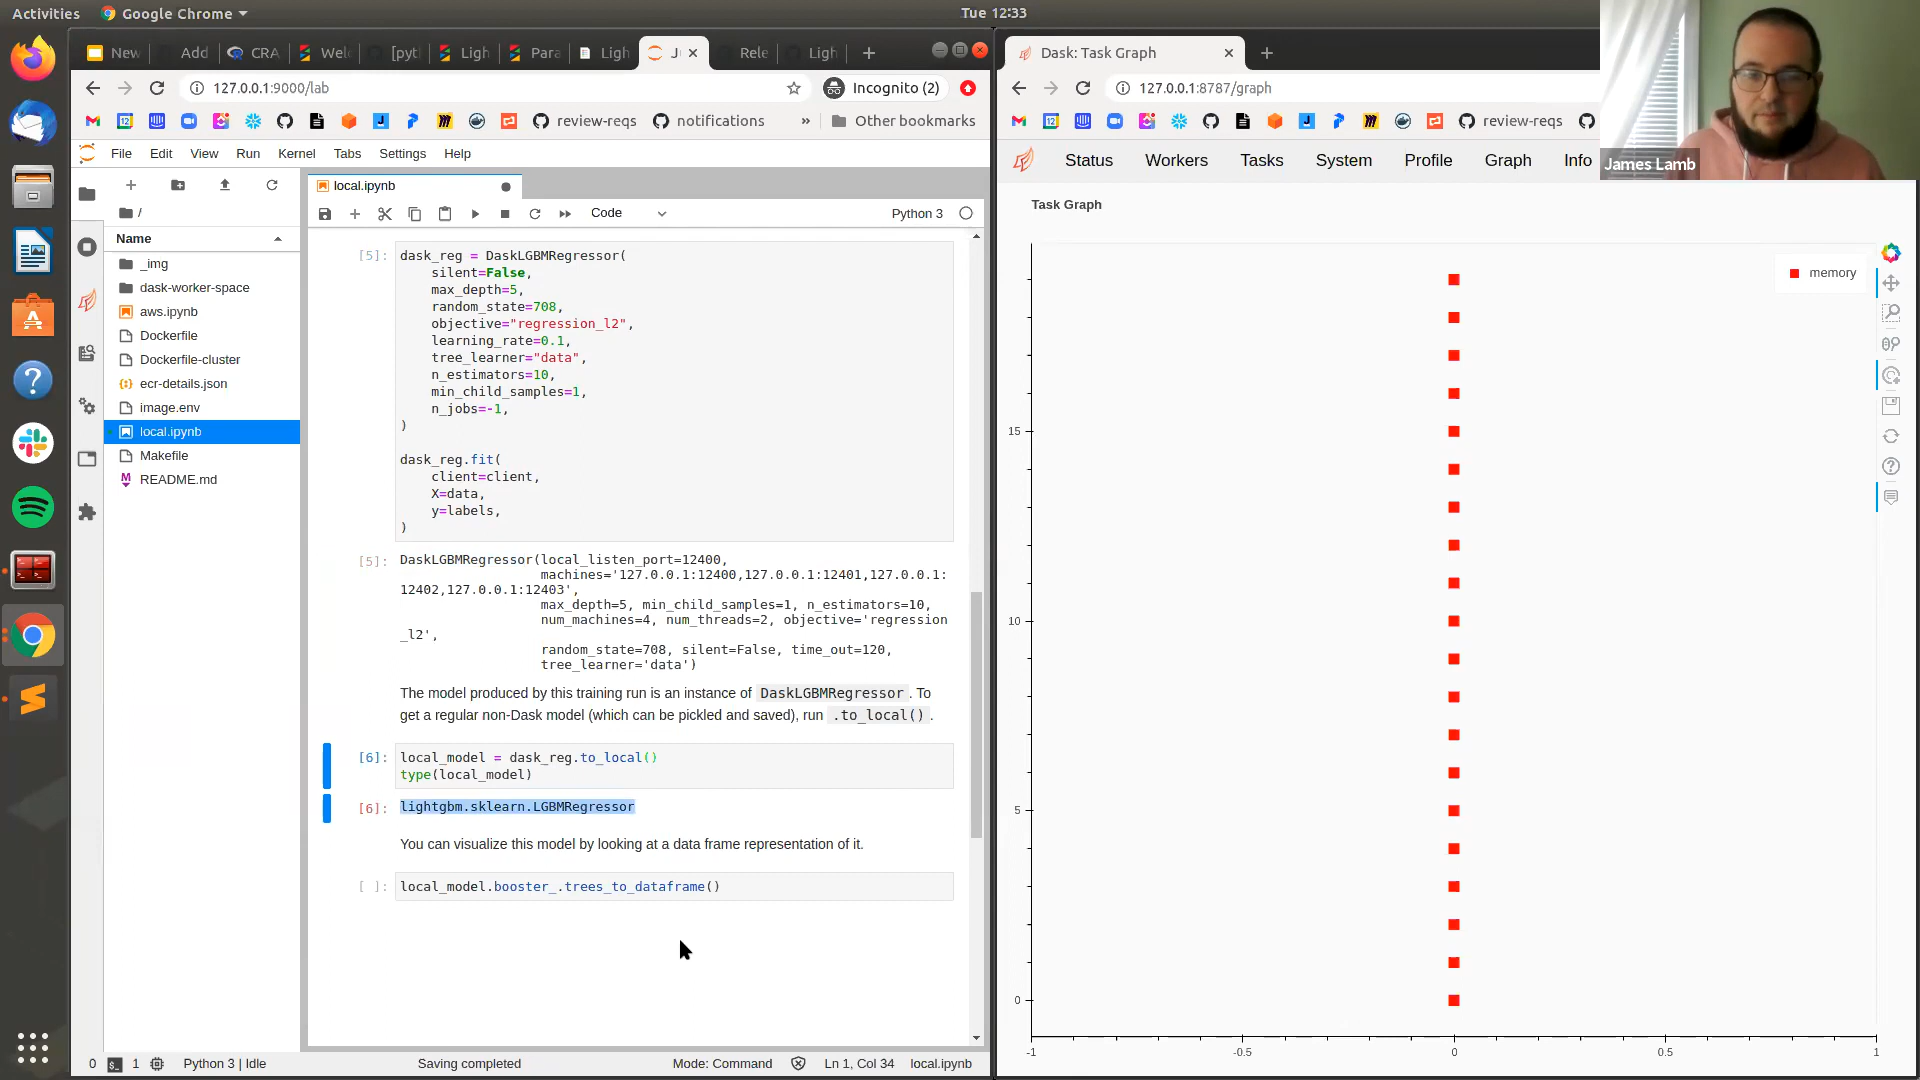 Activities
Google Chrome
Tue 12:33
New
Add
CRA
Wel
[pyt
Ligh
Para
Ligh
J
Rele
Ligh
127.0.0.1:9000/lab
Incognito (2)
review-reqs
notifications
»
Other bookmarks
File Edit View Run Kernel Tabs Settings Help
local.ipynb
Code
Python 3
/
Name
_img
dask-worker-space
aws.ipynb
Dockerfile
Dockerfile-cluster
ecr-details.json
image.env
local.ipynb
Makefile
README.md
[5]:
dask_reg = DaskLGBMRegressor(
silent=False,
max_depth=5,
random_state=708,
objective="regression_l2",
learning_rate=0.1,
tree_learner="data",
n_estimators=10,
min_child_samples=1,
n_jobs=-1,
)
dask_reg.fit(
client=client,
X=data,
y=labels,
)
[5]:
DaskLGBMRegressor(local_listen_port=12400,
machines='127.0.0.1:12400,127.0.0.1:12401,127.0.0.1:
12402,127.0.0.1:12403',
max_depth=5, min_child_samples=1, n_estimators=10,
num_machines=4, num_threads=2, objective='regression
_l2',
random_state=708, silent=False, time_out=120,
tree_learner='data')
The model produced by this training run is an instance of DaskLGBMRegressor . To
get a regular non-Dask model (which can be pickled and saved), run .to_local() .
[6]:
local_model = dask_reg.to_local()
type(local_model)
[6]:
lightgbm.sklearn.LGBMRegressor
You can visualize this model by looking at a data frame representation of it.
[ ]:
local_model.booster_.trees_to_dataframe()
0
1
Python 3 | Idle
Saving completed
Mode: Command
Ln 1, Col 34
local.ipynb
Dask: Task Graph
127.0.0.1:8787/graph
review-reqs
Status Workers Tasks System Profile Graph Info
James Lamb
Task Graph
memory
15
10
5
0
-1
-0.5
0
0.5
1